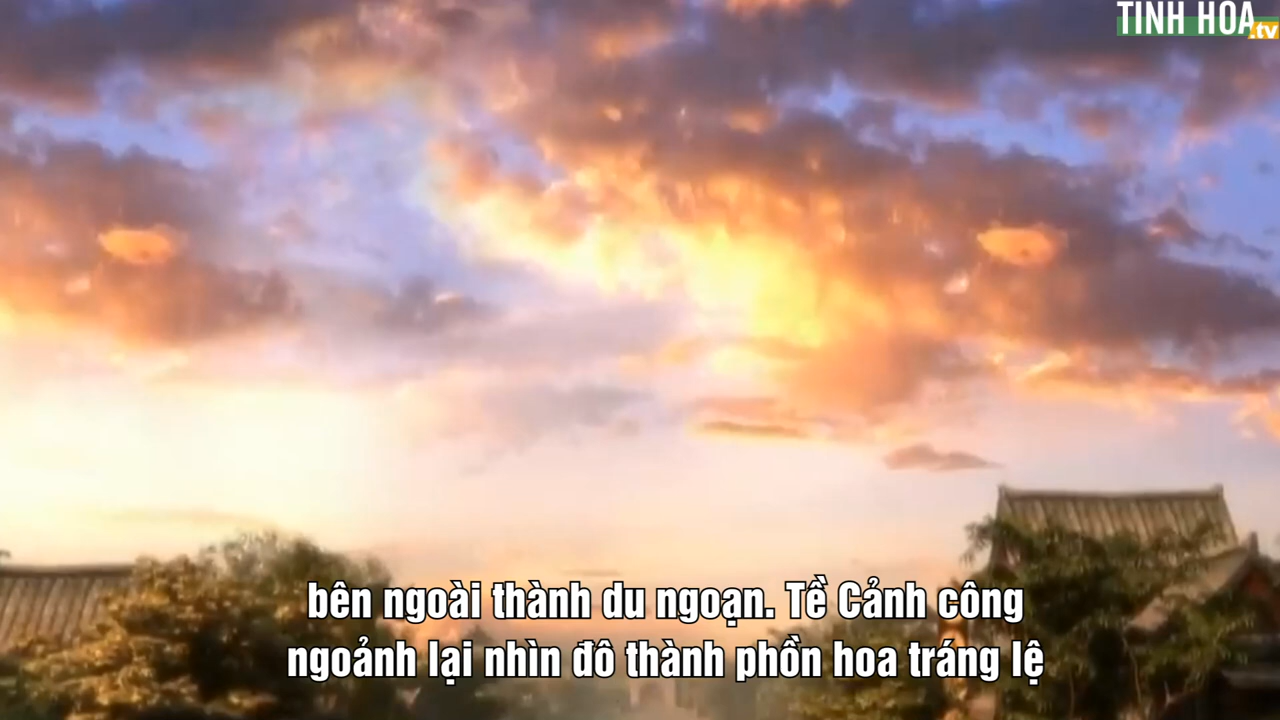 TINH HOA
.tv
bên ngoài thành du ngoạn. Tề Cảnh công
ngoảnh lại nhìn đô thành phồn hoa tráng lệ